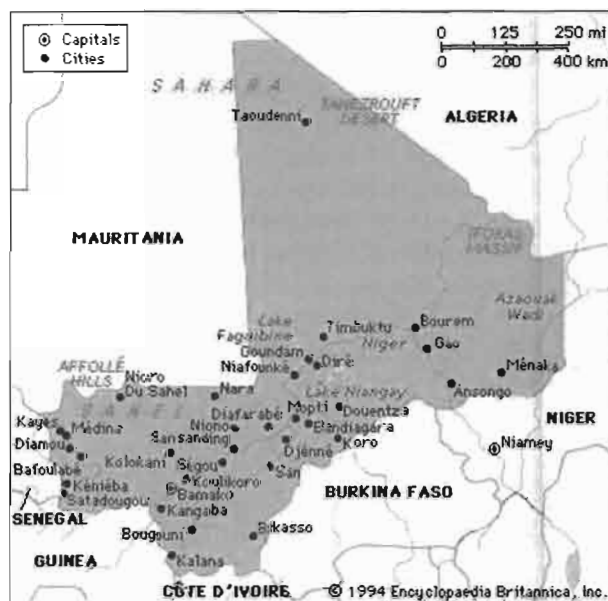 Capitals
Cities
0 125 250 mi
0 200 400 km
SAHARA
TANEZROUFT
DESERT
Taoudenni
ALGERIA
MAURITANIA
IFORAS
MASSIF
Azaouak
Wadi
Lake
Faguibine
Timbuktu
Bourem
Goundam
Niger
Gao
Diré
Niafounké
Ménaka
AFFOLLÉ
HILLS
Nioro
Du Sahel
Nara
Lake Niangay
Ansongo
SAHEL
Diafarabé
Mopti
Douentza
NIGER
Kayes
Médina
Niono
Bandiagara
Niamey
Diamou
Sansanding
Koro
Djénné
Bafoulabé
Kolokani
Ségou
San
Kéniéba
Koulikoro
Satadougou
Bamako
BURKINA FASO
SENEGAL
Kangaba
GUINEA
Bougouni
Sikasso
Kalana
CÔTE D'IVOIRE
© 1994 Encyclopaedia Britannica, Inc.